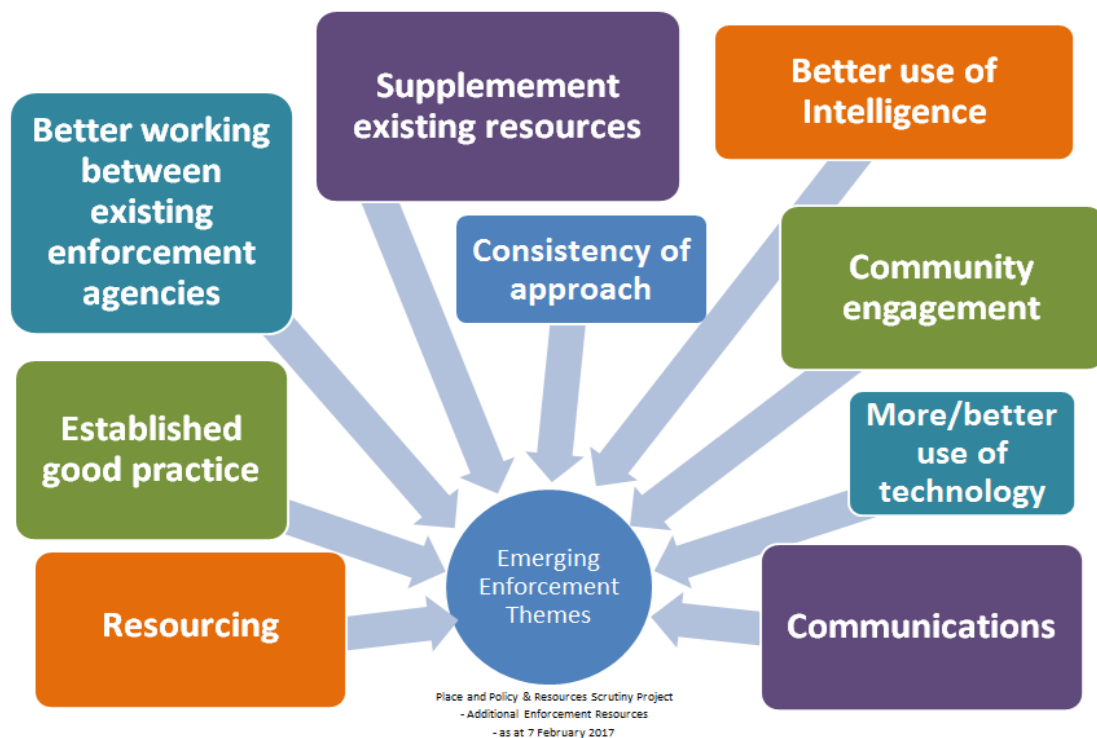 Supplemement
existing resources
Better use of
Intelligence
Better working
between
existing
enforcement
agencies
Consistency of
approach
Community
engagement
Established
good practice
More/better
use of
technology
Resourcing
Emerging
Enforcement
Themes
Communications
Place and Policy & Resources Scrutiny Project
- Additional Enforcement Resources
- as at 7 February 2017